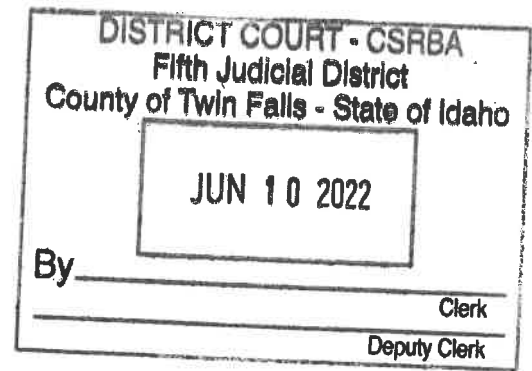 DISTRICT COURT - CSRBA
Fifth Judicial District
County of Twin Falls - State of Idaho
JUN 10 2022
By
Clerk
Deputy Clerk